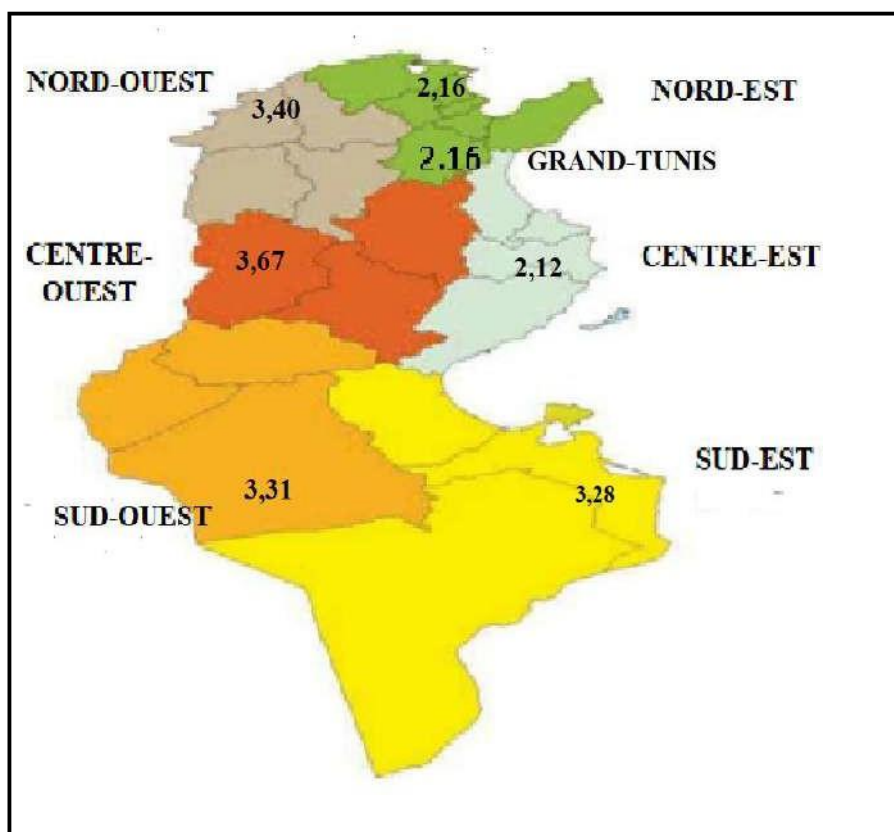 NORD-OUEST
2,16
NORD-EST
3,40
2.15
GRAND-TUNIS
CENTRE-
OUEST
3,67
2,12
CENTRE-EST
SUD-EST
3,31
3,28
SUD-OUEST